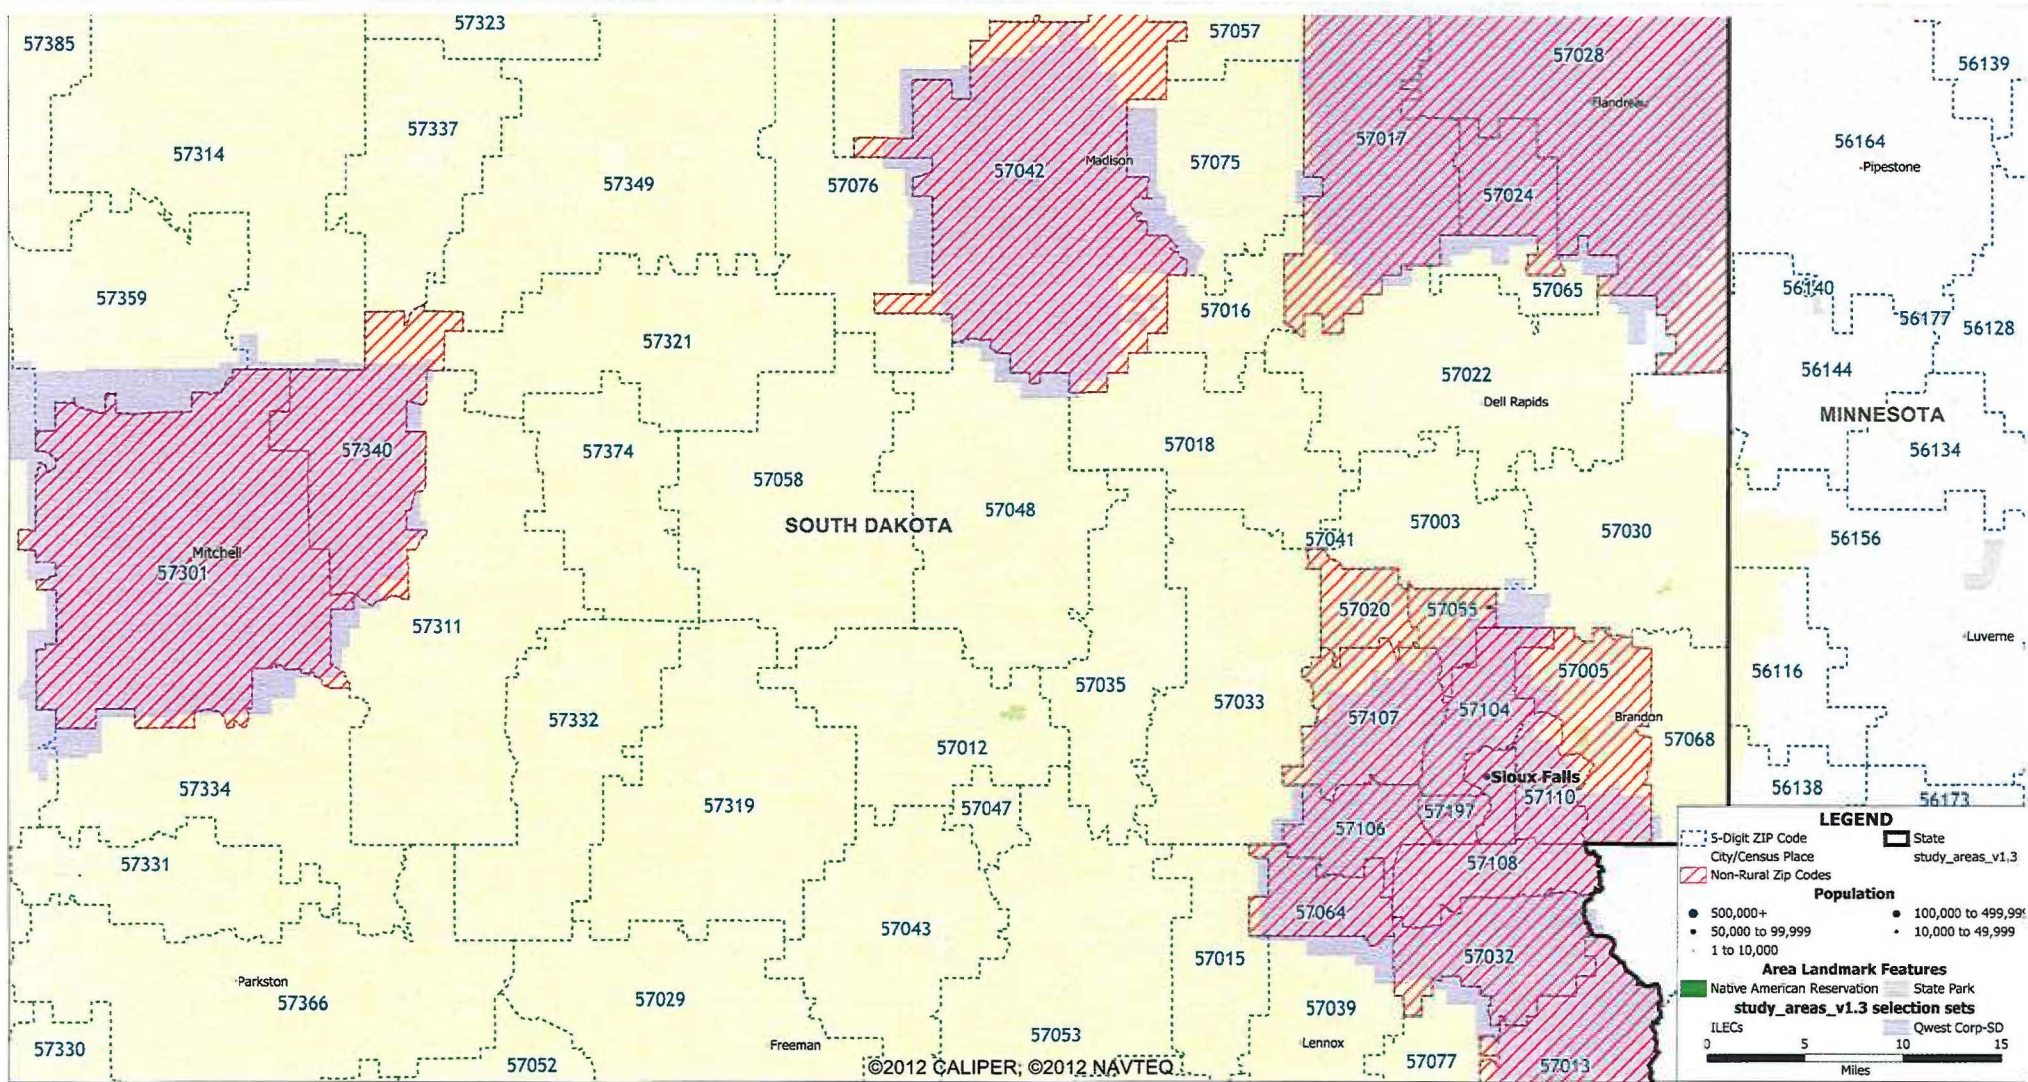 57385
57323
57057
57028
56139
57337
Flandreau
57314
57017
56164
57349
57076
57042
Madison
57075
57024
Pipestone
57359
57016
57065
56140
56177
56128
57321
57022
56144
Dell Rapids
MINNESOTA
57340
57374
57018
56134
57058
57048
SOUTH DAKOTA
57003
57030
57041
56156
Mitchell
57301
57311
57020
57055
Luverne
57005
56116
57035
57332
57033
57107
57104
Brandon
57068
57012
Sioux Falls
57334
57319
57047
57106
57197
57110
56138
56173
57331
57108
57064
57043
57032
57015
Parkston
57366
57029
57039
57330
Freeman
57053
Lennox
57052
57077
57013
©2012 CALIPER; ©2012 NAVTEQ
LEGEND
5-Digit ZIP Code
State
City/Census Place
study_areas_v1.3
Non-Rural Zip Codes
Population
500,000+
100,000 to 499,999
50,000 to 99,999
10,000 to 49,999
1 to 10,000
Area Landmark Features
Native American Reservation
State Park
study_areas_v1.3 selection sets
ILECs
Qwest Corp-SD
0 5 10 15
Miles